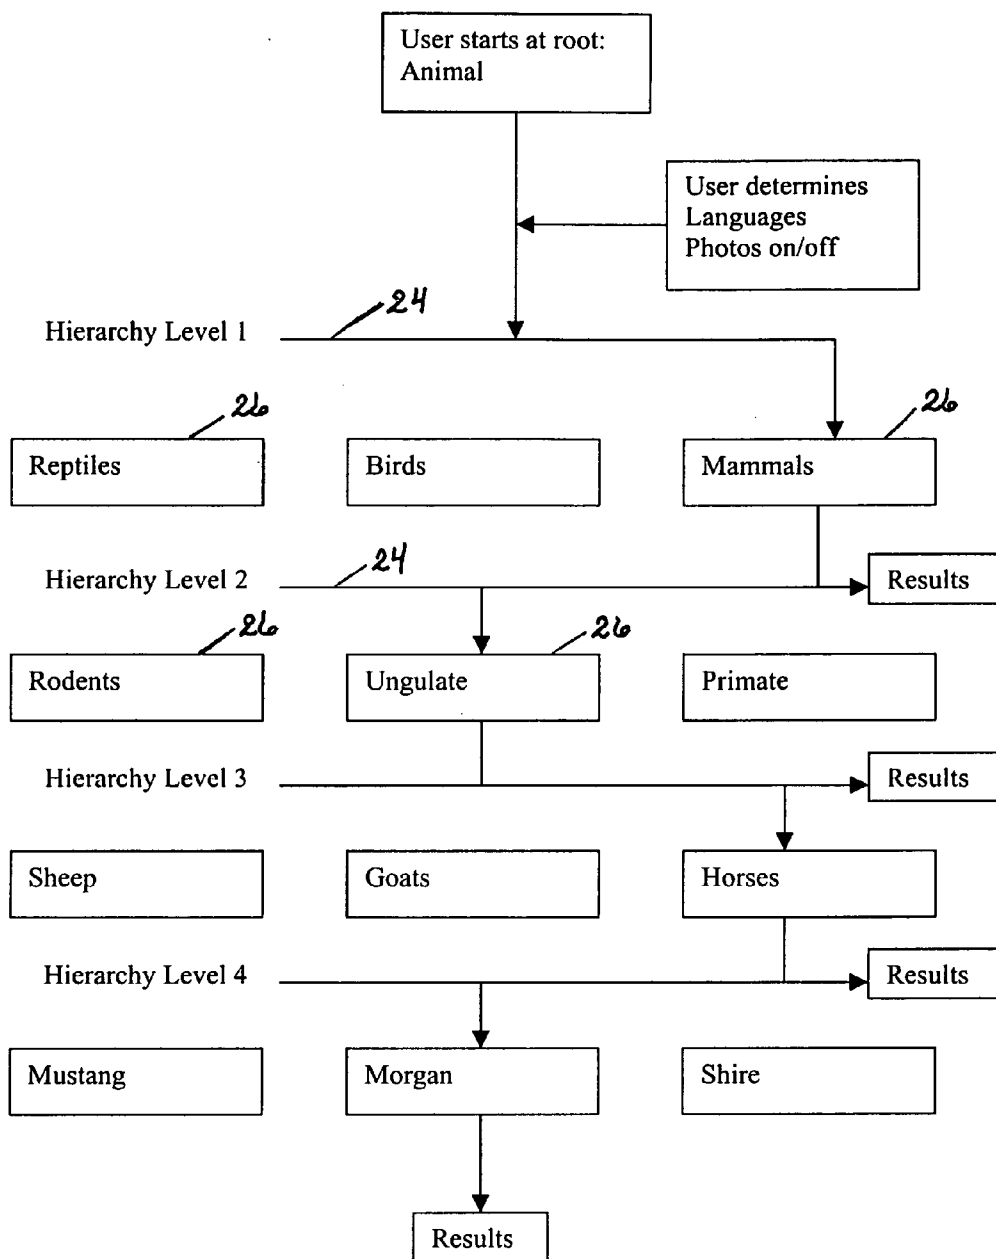 User starts at root:
Animal
User determines
Languages
Photos on/off
24
Hierarchy Level 1
26
26
Reptiles
Birds
Mammals
24
Hierarchy Level 2
Results
26
26
Rodents
Ungulate
Primate
Hierarchy Level 3
Results
Sheep
Goats
Horses
Hierarchy Level 4
Results
Mustang
Morgan
Shire
Results